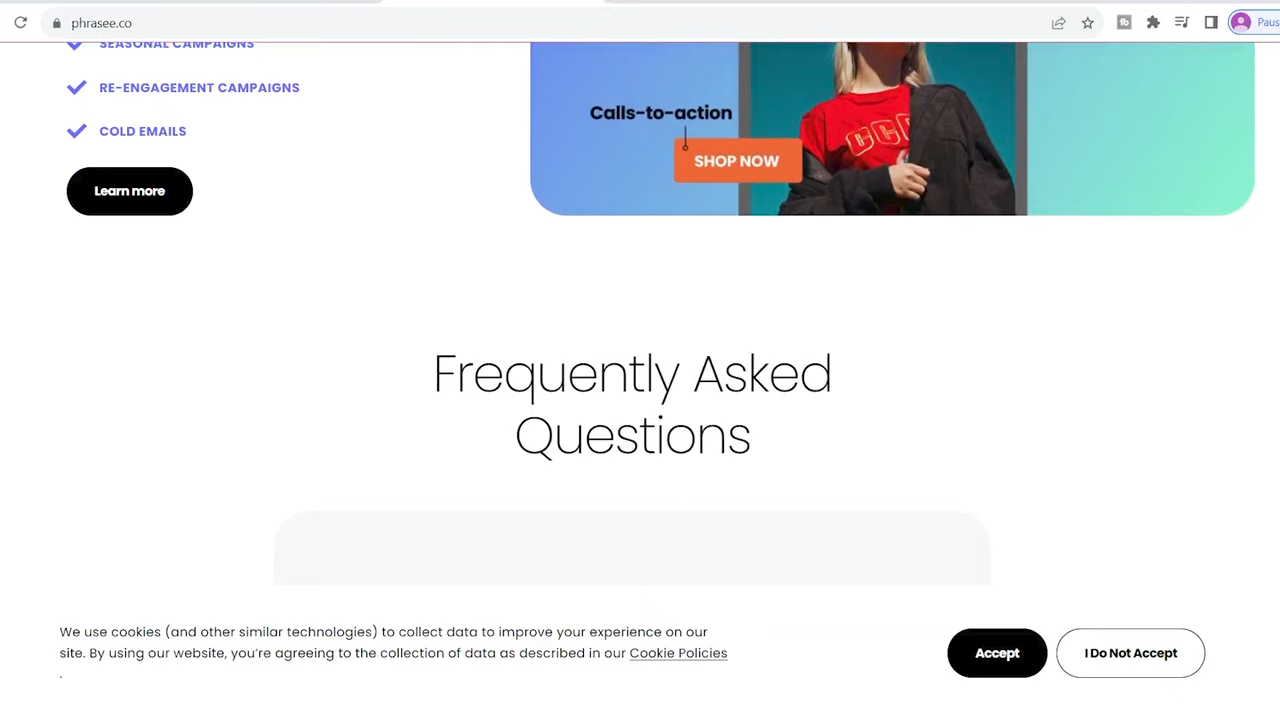 phrasee.co
Paus
SEASONAL CAMPAIGNS
RE-ENGAGEMENT CAMPAIGNS
COLD EMAILS
Learn more
Calls-to-action
SHOP NOW
Frequently Asked
Questions
We use cookies (and other similar technologies) to collect data to improve your experience on our
site. By using our website, you’re agreeing to the collection of data as described in our Cookie Policies
.
Accept
I Do Not Accept